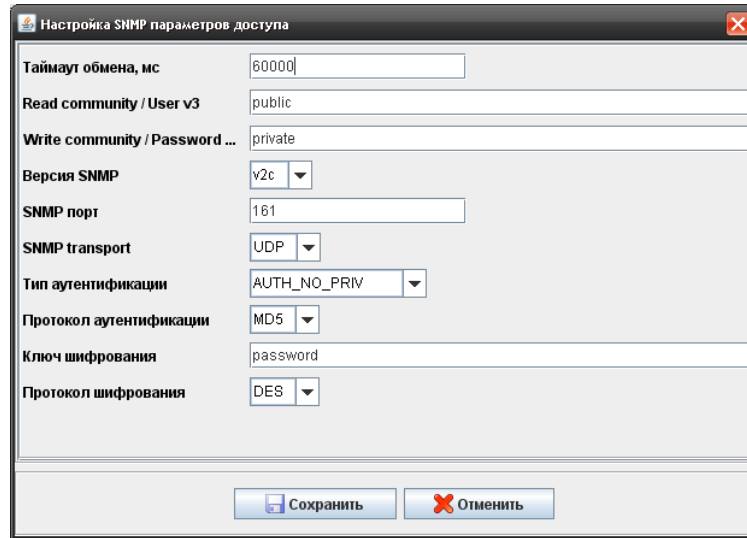 Настройка SNMP параметров доступа
Таймаут обмена, мс 60000
Read community / User v3 public
Write community / Password ... private
Версия SNMP v2c
SNMP порт 161
SNMP transport UDP
Тип аутентификации AUTH_NO_PRIV
Протокол аутентификации MD5
Ключ шифрования password
Протокол шифрования DES
Сохранить Отменить